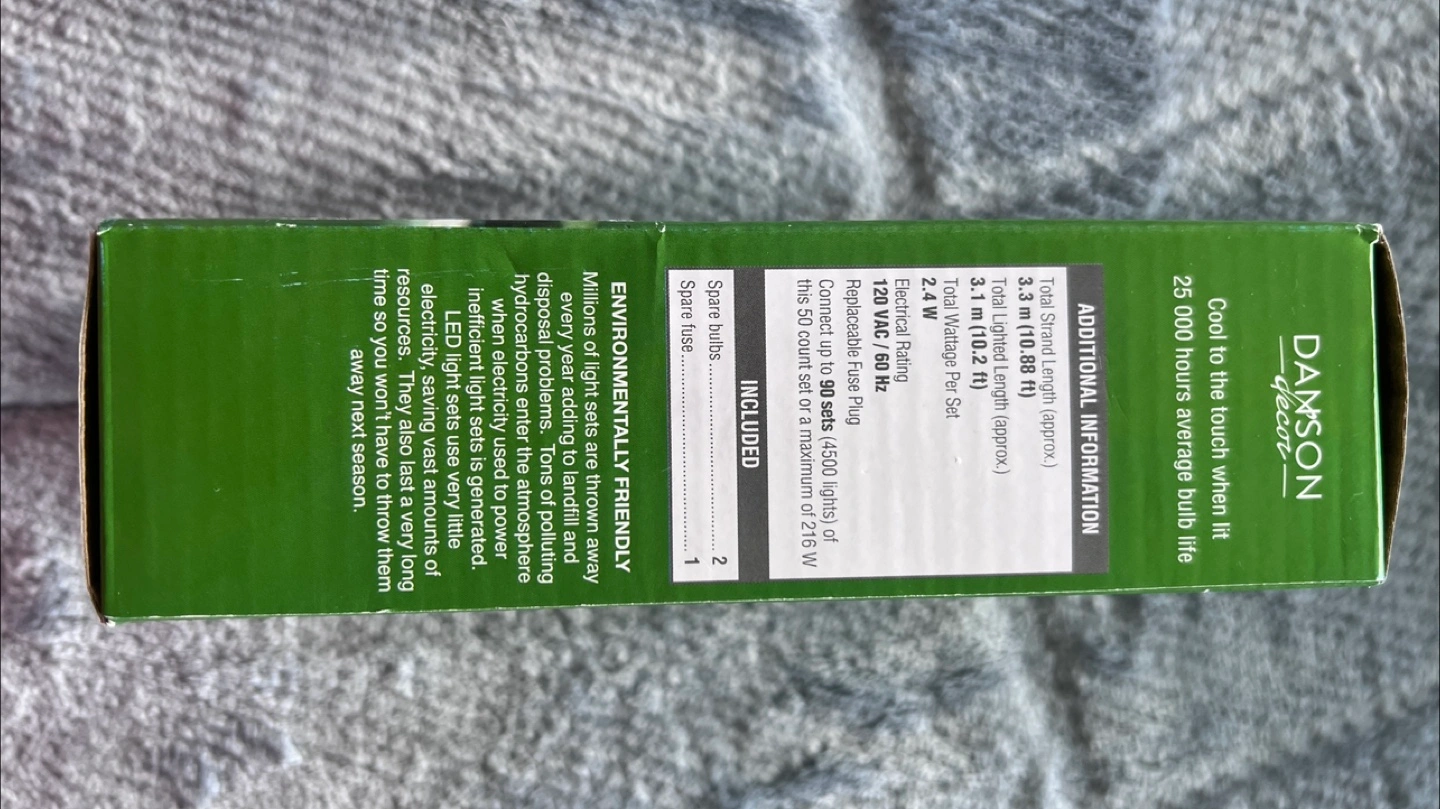 DANSON
decor
Cool to the touch when lit
25 000 hours average bulb life
ADDITIONAL INFORMATION
Total Strand Length (approx.)
3.3 m (10.88 ft)
Total Lighted Length (approx.)
3.1 m (10.2 ft)
Total Wattage Per Set
2.4 W
Electrical Rating
120 VAC / 60 Hz
Replaceable Fuse Plug
Connect up to 90 sets (4500 lights) of
this 50 count set or a maximum of 216 W
INCLUDED
Spare bulbs.......................................... 2
Spare fuse............................................ 1
ENVIRONMENTALLY FRIENDLY
Millions of light sets are thrown away
every year adding to landfill and
disposal problems. Tons of polluting
hydrocarbons enter the atmosphere
when electricity used to power
inefficient light sets is generated.
LED light sets use very little
electricity, saving vast amounts of
resources. They also last a very long
time so you won't have to throw them
away next season.